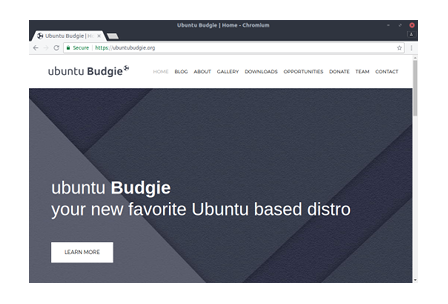 Ubuntu Budgie | Home - Chromium
Ubuntu Budgie | H
Secure | https://ubuntubudgie.org
ubuntu Budgie
HOME BLOG ABOUT GALLERY DOWNLOADS OPPORTUNITIES DONATE TEAM CONTACT
ubuntu Budgie
your new favorite Ubuntu based distro
LEARN MORE